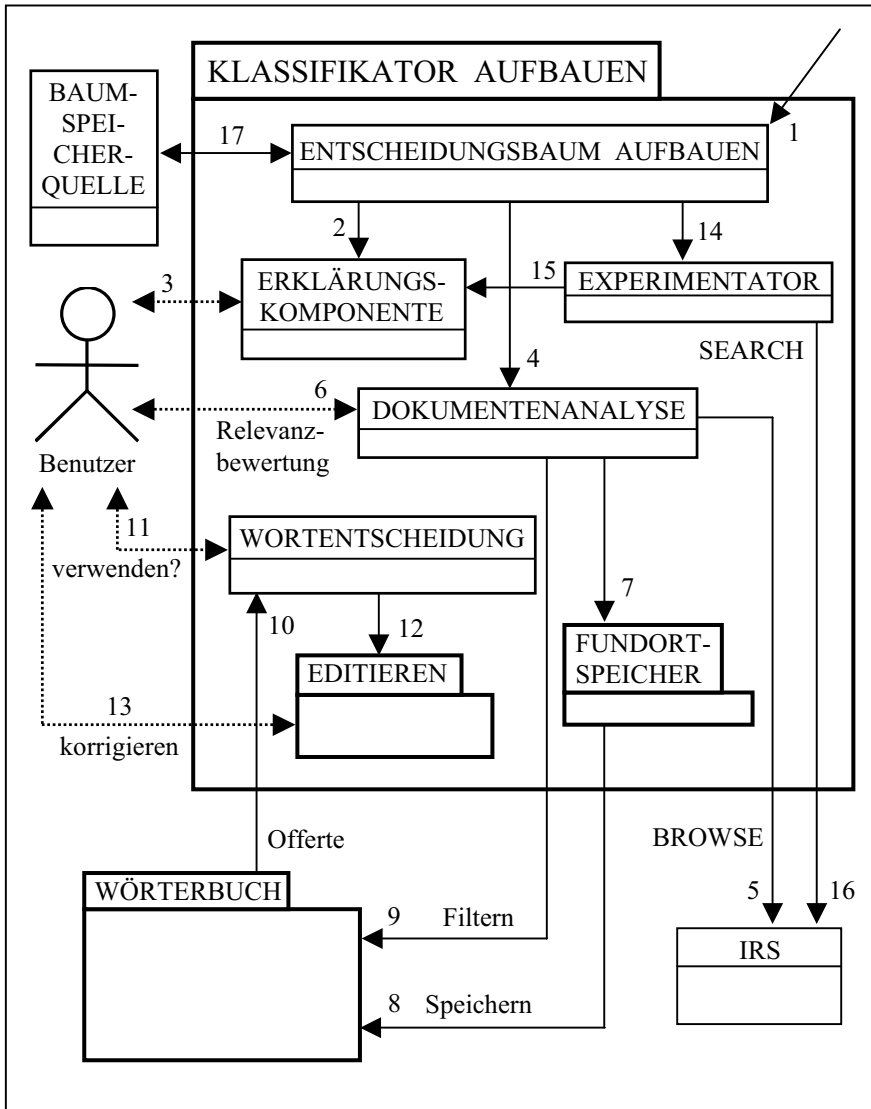 KLASSIFIKATOR AUFBAUEN
BAUM-
SPEI-
CHER-
QUELLE
17
1
ENTSCHEIDUNGSBAUM AUFBAUEN
2
14
3
ERKLÄRUNGS-
KOMPONENTE
15
EXPERIMENTATOR
SEARCH
4
6
DOKUMENTENANALYSE
Relevanz-
bewertung
Benutzer
11
verwenden?
WORTENTSCHEIDUNG
10
12
7
FUNDORT-
SPEICHER
EDITIEREN
13
korrigieren
Offerte
BROWSE
WÖRTERBUCH
9
Filtern
5
16
IRS
8
Speichern